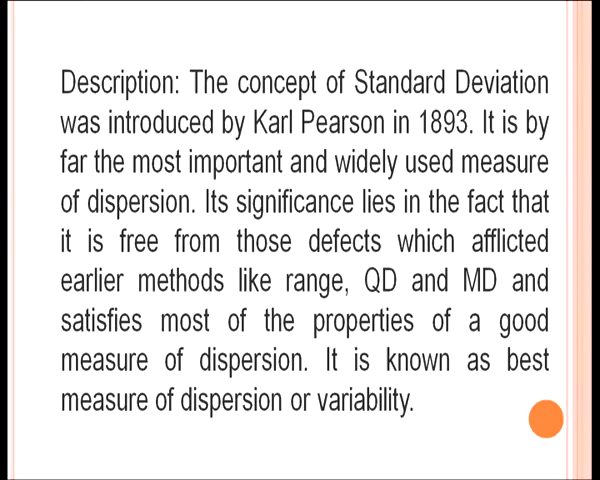 Description: The concept of Standard Deviation
was introduced by Karl Pearson in 1893. It is by
far the most important and widely used measure
of dispersion. Its significance lies in the fact that
it is free from those defects which afflicted
earlier methods like range, QD and MD and
satisfies most of the properties of a good
measure of dispersion. It is known as best
measure of dispersion or variability.